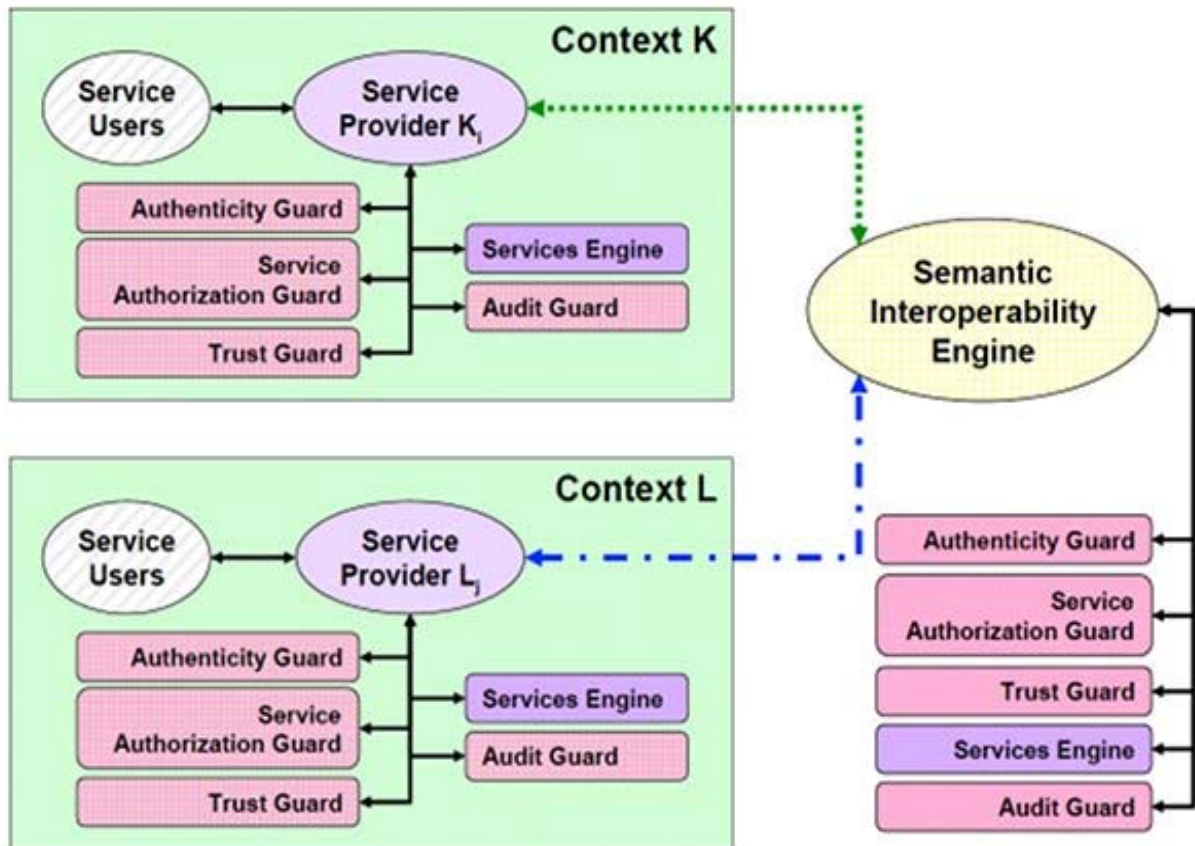 Context K
Service
Users
Service
Provider Ki
Authenticity Guard
Service
Authorization Guard
Trust Guard
Services Engine
Audit Guard
Semantic
Interoperability
Engine
Context L
Service
Users
Service
Provider Lj
Authenticity Guard
Service
Authorization Guard
Trust Guard
Services Engine
Audit Guard
Authenticity Guard
Service
Authorization Guard
Trust Guard
Services Engine
Audit Guard